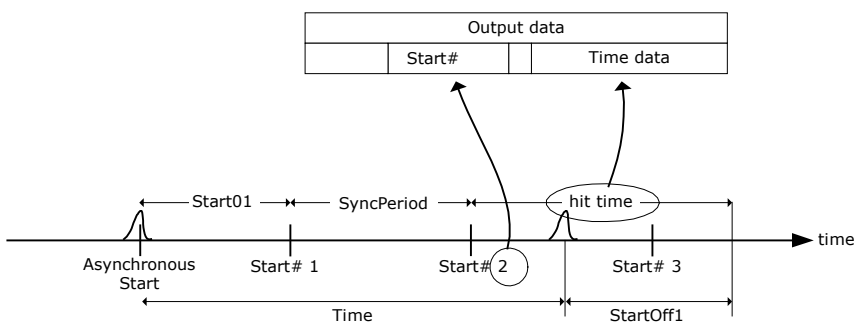 Output data
Start# Time data
Start01 SyncPeriod hit time
time
Asynchronous
Start
Start# 1
Start# 2
Start# 3
Time
StartOff1